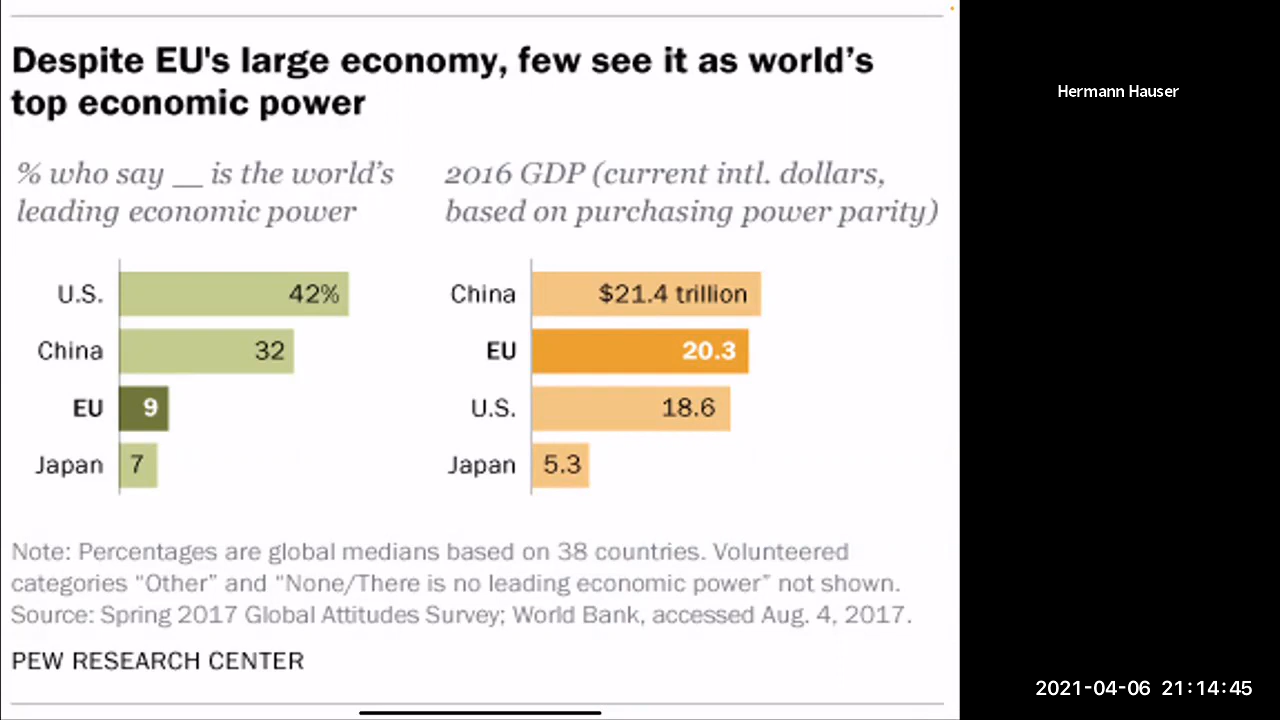 Despite EU's large economy, few see it as world’s
top economic power
% who say __ is the world’s
leading economic power
U.S. 42%
China 32
EU 9
Japan 7
2016 GDP (current intl. dollars,
based on purchasing power parity)
China $21.4 trillion
EU 20.3
U.S. 18.6
Japan 5.3
Note: Percentages are global medians based on 38 countries. Volunteered
categories “Other” and “None/There is no leading economic power” not shown.
Source: Spring 2017 Global Attitudes Survey; World Bank, accessed Aug. 4, 2017.
PEW RESEARCH CENTER
Hermann Hauser
2021-04-06 21:14:45